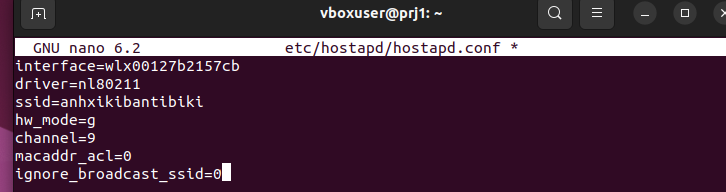 vboxuser@prj1: ~
GNU nano 6.2 etc/hostapd/hostapd.conf *
interface=wlx00127b2157cb
driver=nl80211
ssid=anhxikibantibiki
hw_mode=g
channel=9
macaddr_acl=0
ignore_broadcast_ssid=0